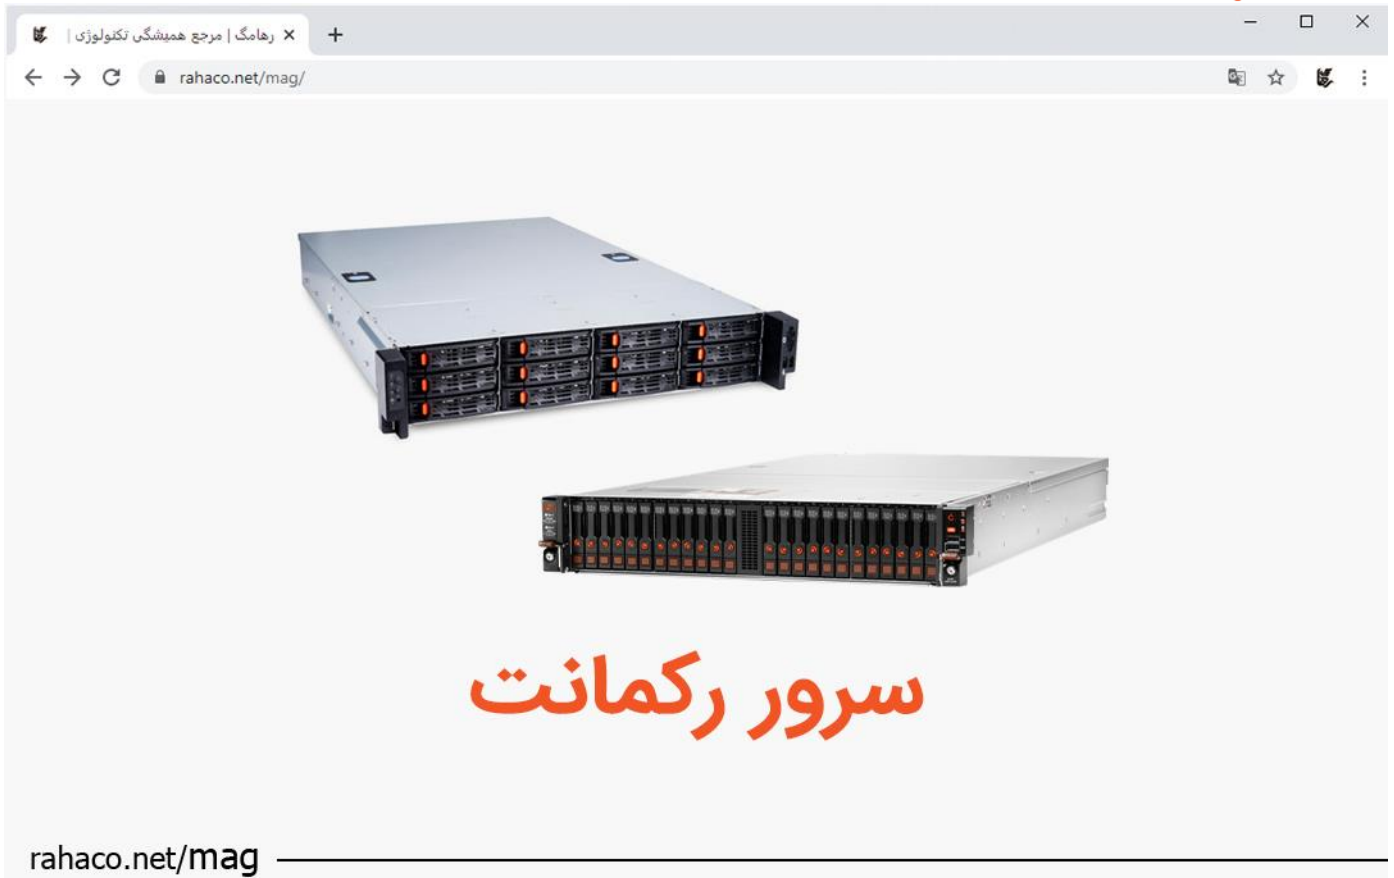 رهامگ | مرجع همیشگی تکنولوژی |
rahaco.net/mag/
سرور رکمانت
rahaco.net/mag